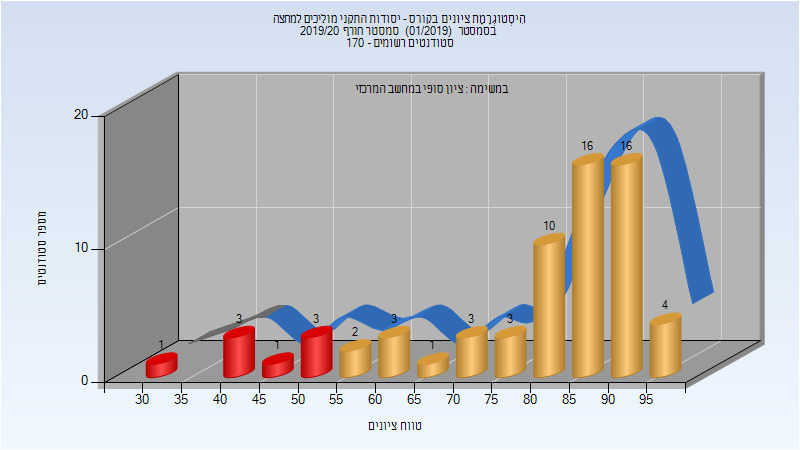 היסטוגרמת ציונים בקורס - יסודות התקני מוליכים למחצה
בסמסטר (01/2019) סמסטר חורף 2019/20
סטודנטים רשומים - 170
במשימה : ציון סופי במחשב המרכזי
מספר סטודנטים
20
10
0
1
3
1
3
2
3
1
3
3
10
16
16
4
30 35 40 45 50 55 60 65 70 75 80 85 90 95
טווח ציונים